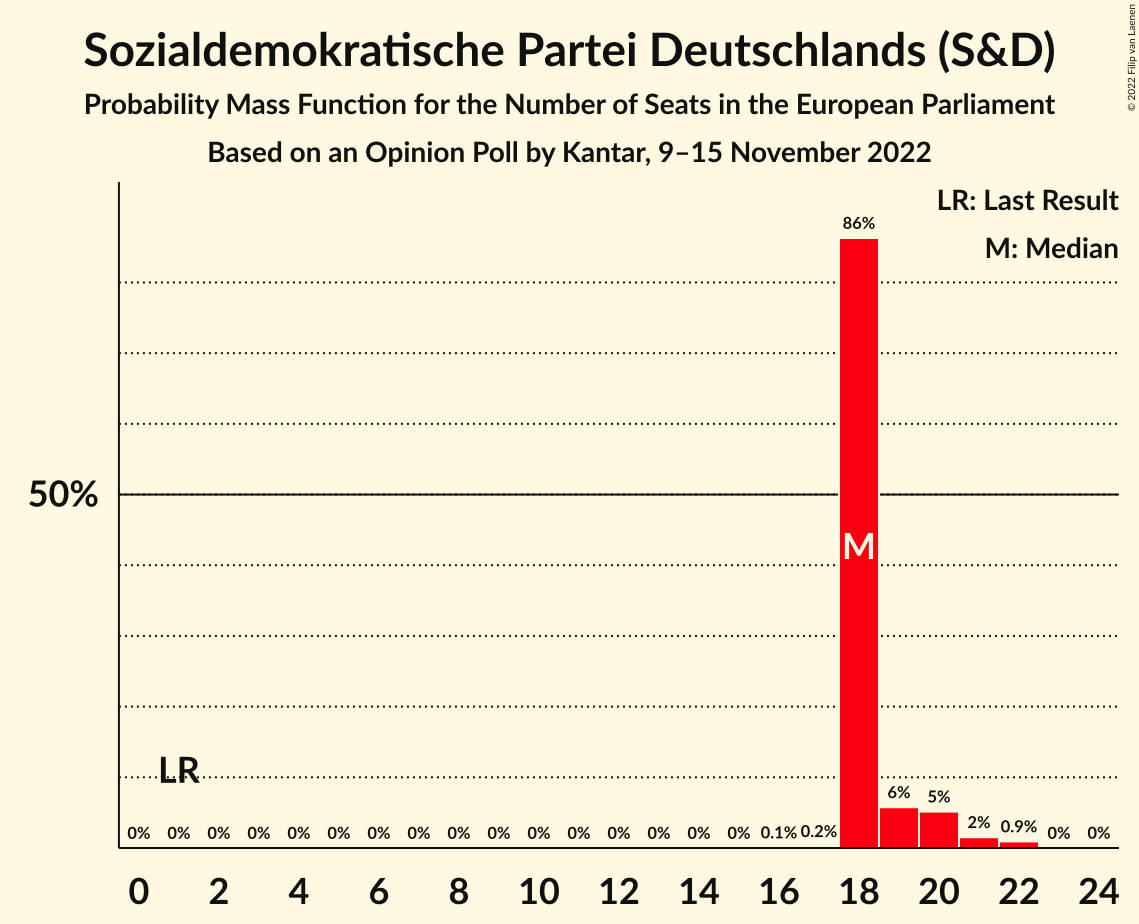 Sozialdemokratische Partei Deutschlands (S&D)
Probability Mass Function for the Number of Seats in the European Parliament
Based on an Opinion Poll by Kantar, 9–15 November 2022
© 2022 Filip van Laenen
LR: Last Result
M: Median
86%
50%
M
LR
0% 0% 0% 0% 0% 0% 0% 0% 0% 0% 0% 0% 0% 0% 0% 0% 0.1% 0.2% 6% 5% 2% 0.9% 0% 0%
0 2 4 6 8 10 12 14 16 18 20 22 24